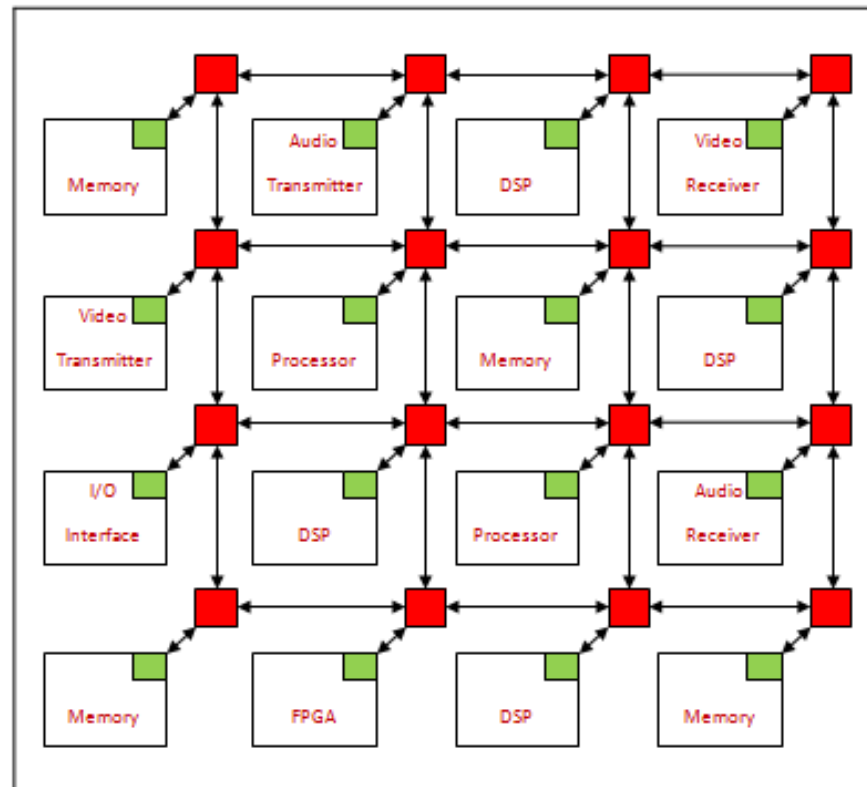 Memory
Audio
Transmitter
DSP
Video
Receiver
Video
Transmitter
Processor
Memory
DSP
I/O
Interface
DSP
Processor
Audio
Receiver
Memory
FPGA
DSP
Memory